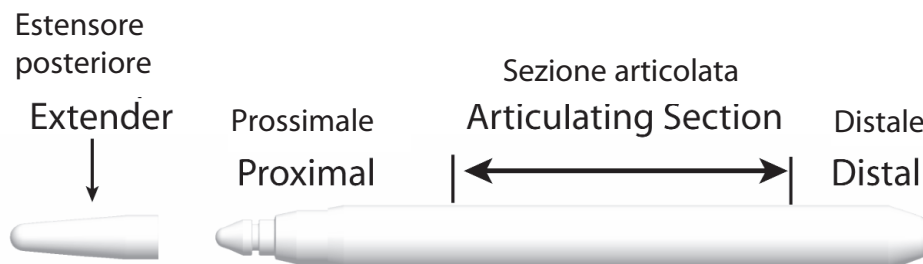 Estensore
posteriore
Extender
Prossimale
Proximal
Sezione articolata
Articulating Section
Distale
Distal